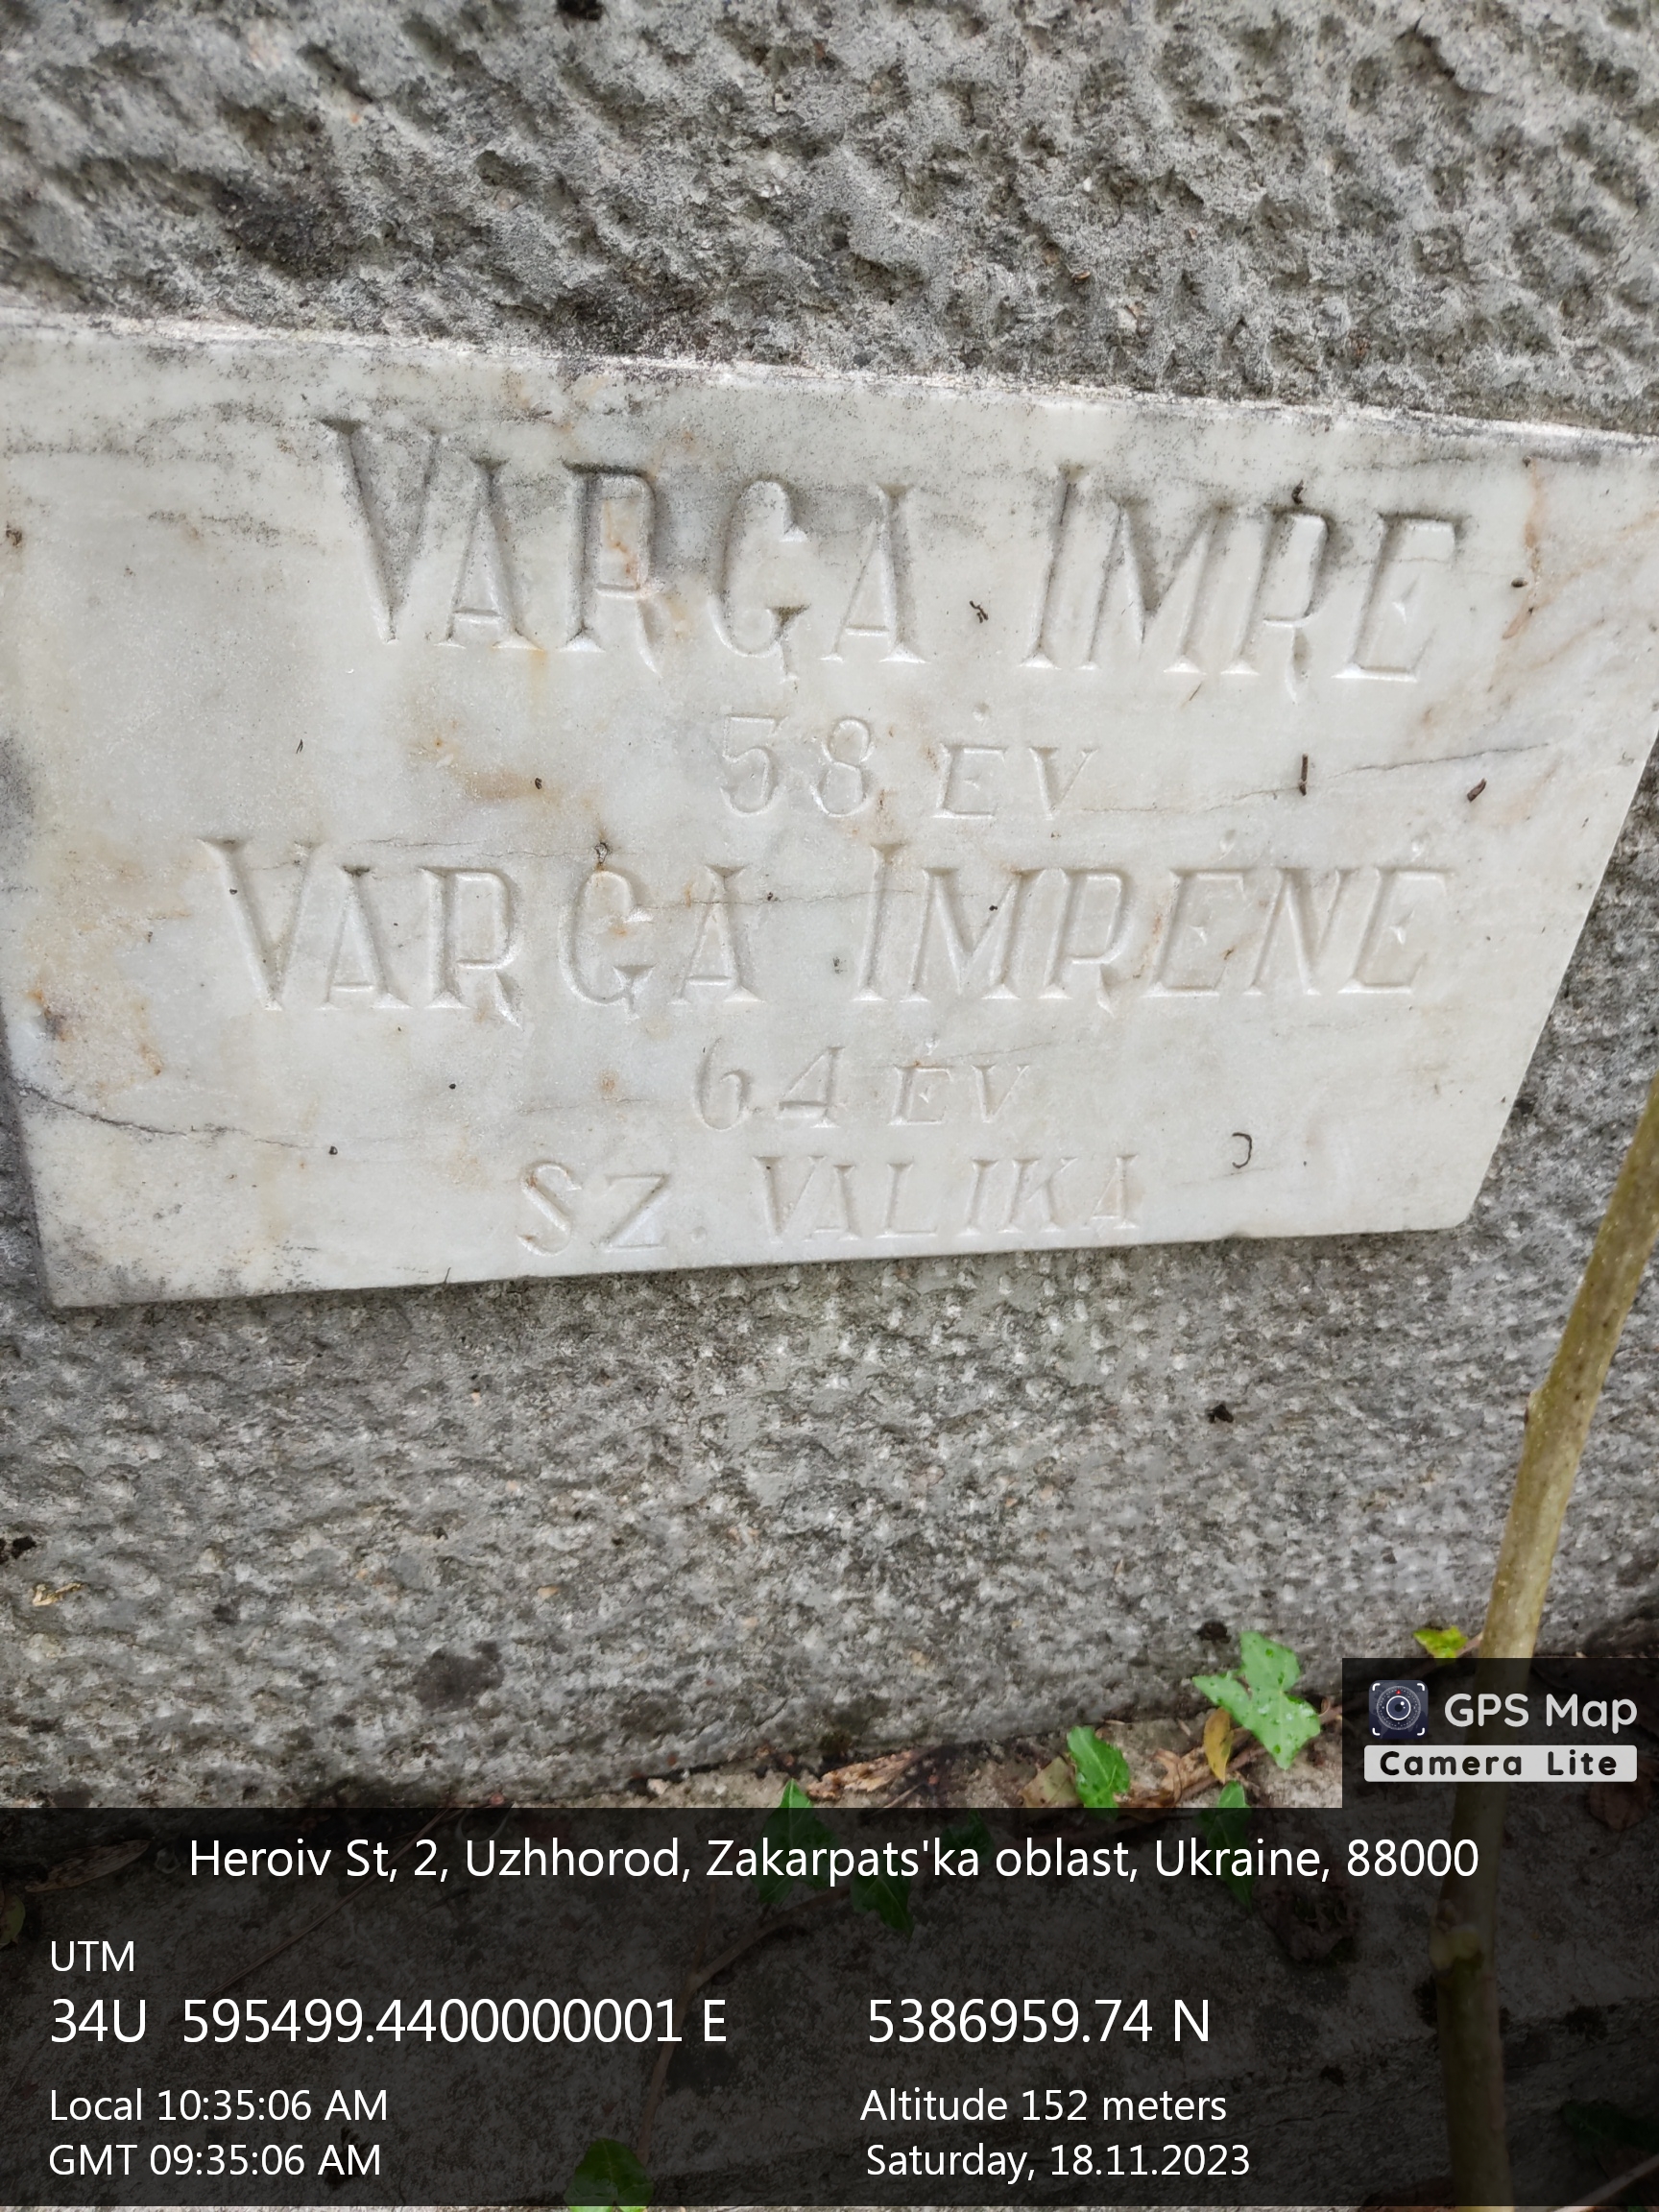 VARGA IMRE
58 ÉV
VARGA IMRÉNÉ
64 ÉV
SZ. VALIKA
GPS Map
Camera Lite
Heroiv St, 2, Uzhhorod, Zakarpats'ka oblast, Ukraine, 88000
UTM
34U 595499.4400000001 E 5386959.74 N
Local 10:35:06 AM Altitude 152 meters
GMT 09:35:06 AM Saturday, 18.11.2023